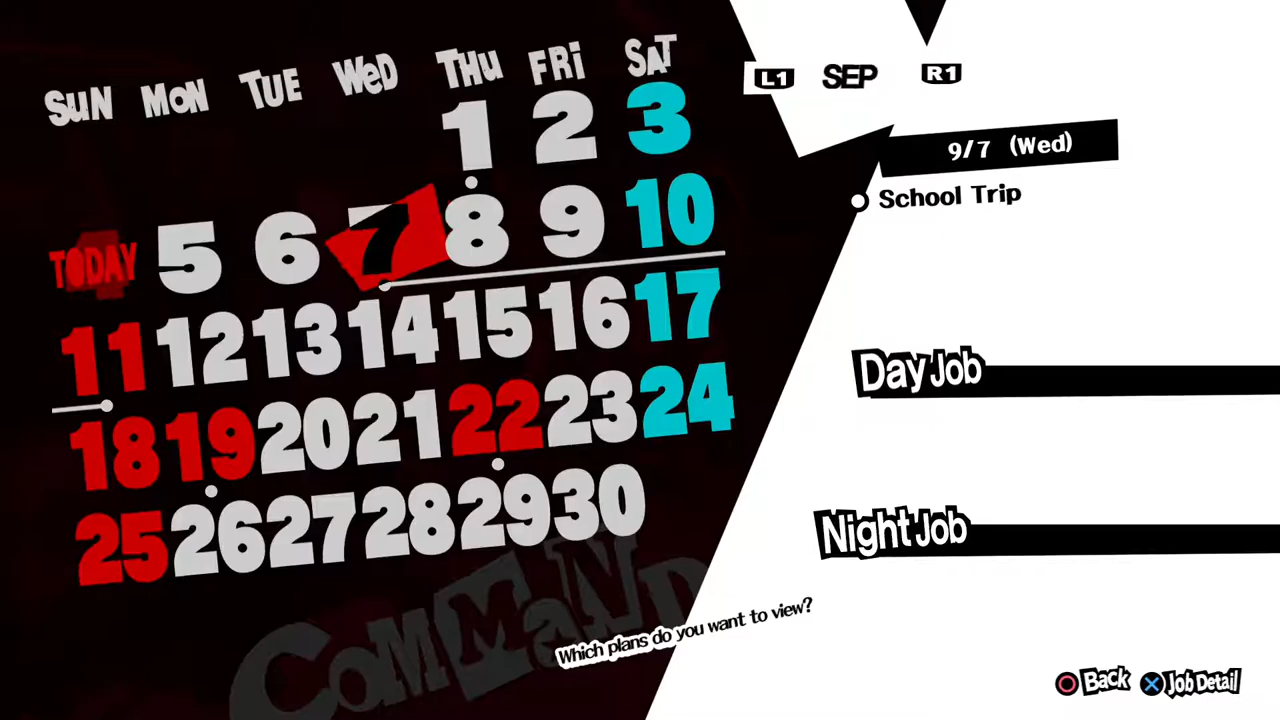 SUN MON TUE WED THU FRI SAT
1 2 3
TODAY 5 6 7 8 9 10
11 12 13 14 15 16 17
18 19 20 21 22 23 24
25 26 27 28 29 30
COMMAND
L1 SEP R1
9/7 (Wed)
School Trip
Day Job
Night Job
Which plans do you want to view?
Back Job Detail